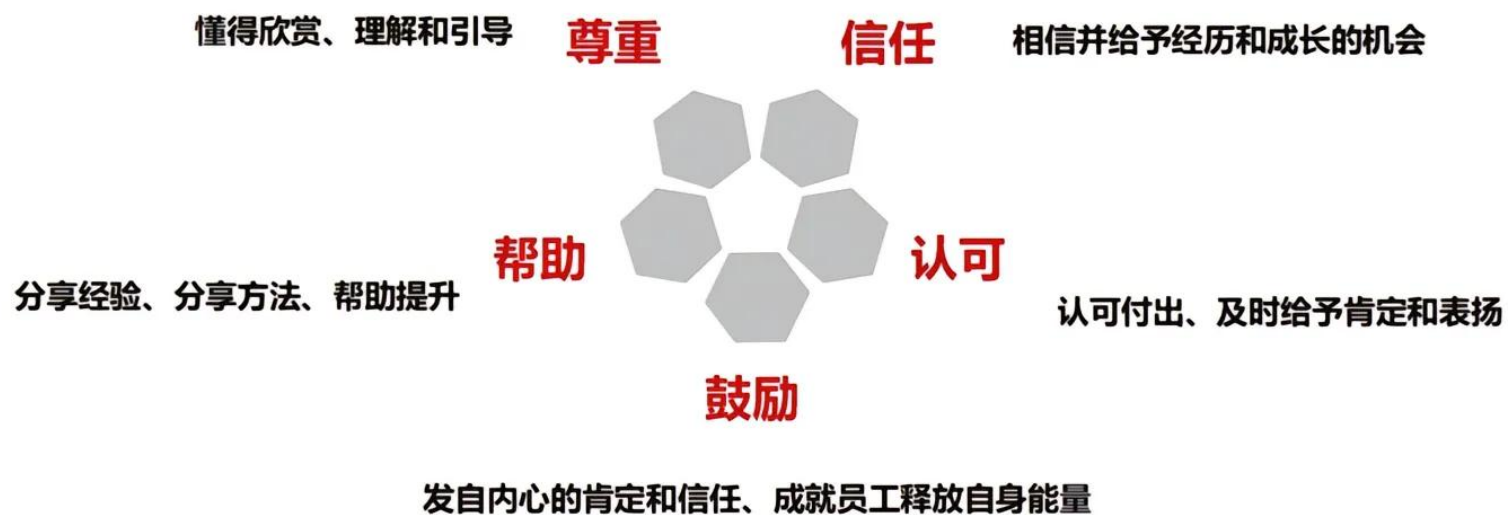 懂得欣赏、理解和引导
尊重
信任
相信并给予经历和成长的机会
帮助
认可
分享经验、分享方法、帮助提升
认可付出、及时给予肯定和表扬
鼓励
发自内心的肯定和信任、成就员工释放自身能量